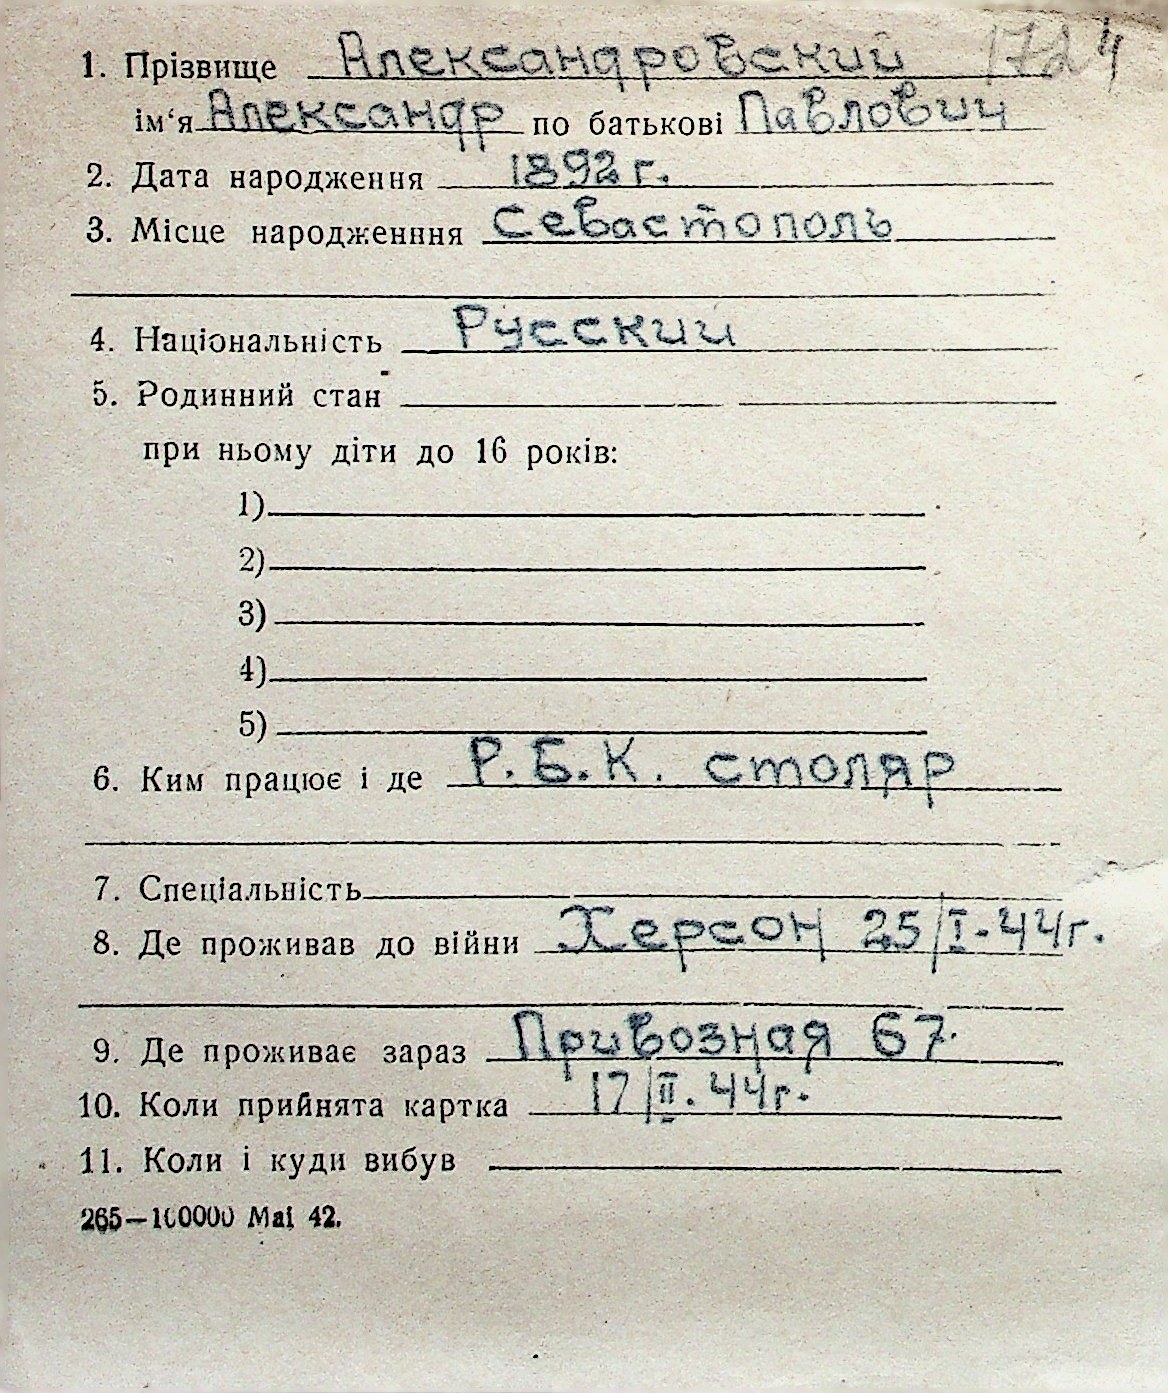 1. Прізвище Александровский 1724
ім‘я Александр по батькові Павлович
2. Дата народження 1892 г.
3. Місце народженння Севастополь
4. Національність Русский
5. Родинний стан
при ньому діти до 16 років:
1)
2)
3)
4)
5)
6. Ким працює і де Р. Б. К. столяр
7. Спеціальність
8. Де проживав до війни Херсон 25/I-44г.
9. Де проживає зараз Привозная 67.
10. Коли прийнята картка 17/II. 44г.
11. Коли і куди вибув
265—100000 Mai 42.